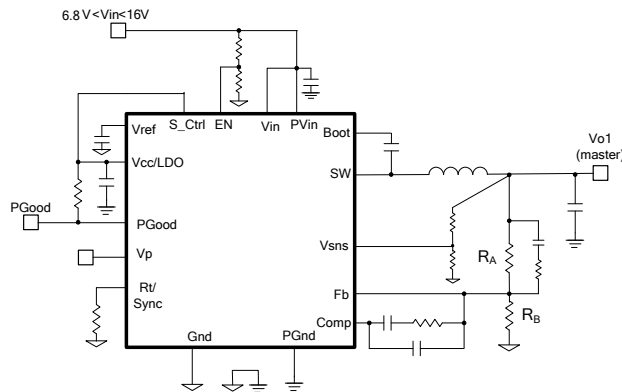 6.8 V <Vin<16V
S_Ctrl EN Vin PVin
Vref
Boot
Vcc/LDO
SW
Vo1
(master)
PGood
PGood
Vsns
RA
Vp
Rt/
Sync
Fb
RB
Comp
Gnd
PGnd